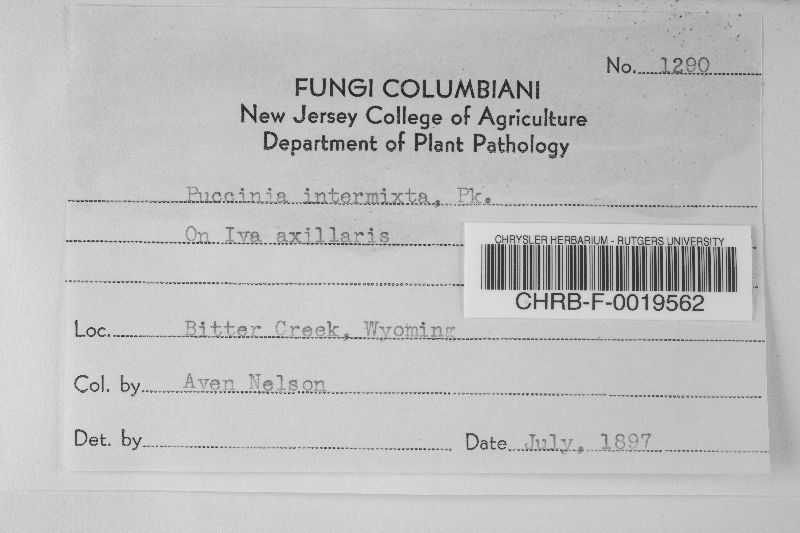 No. 1290
FUNGI COLUMBIANI
New Jersey College of Agriculture
Department of Plant Pathology
Puccinia intermixta, Pk.
On Iva axillaris
CHRYSLER HERBARIUM - RUTGERS UNIVERSITY
CHRB-F-0019562
Loc. Bitter Creek, Wyoming
Col. by Aven Nelson
Det. by
Date July, 1897